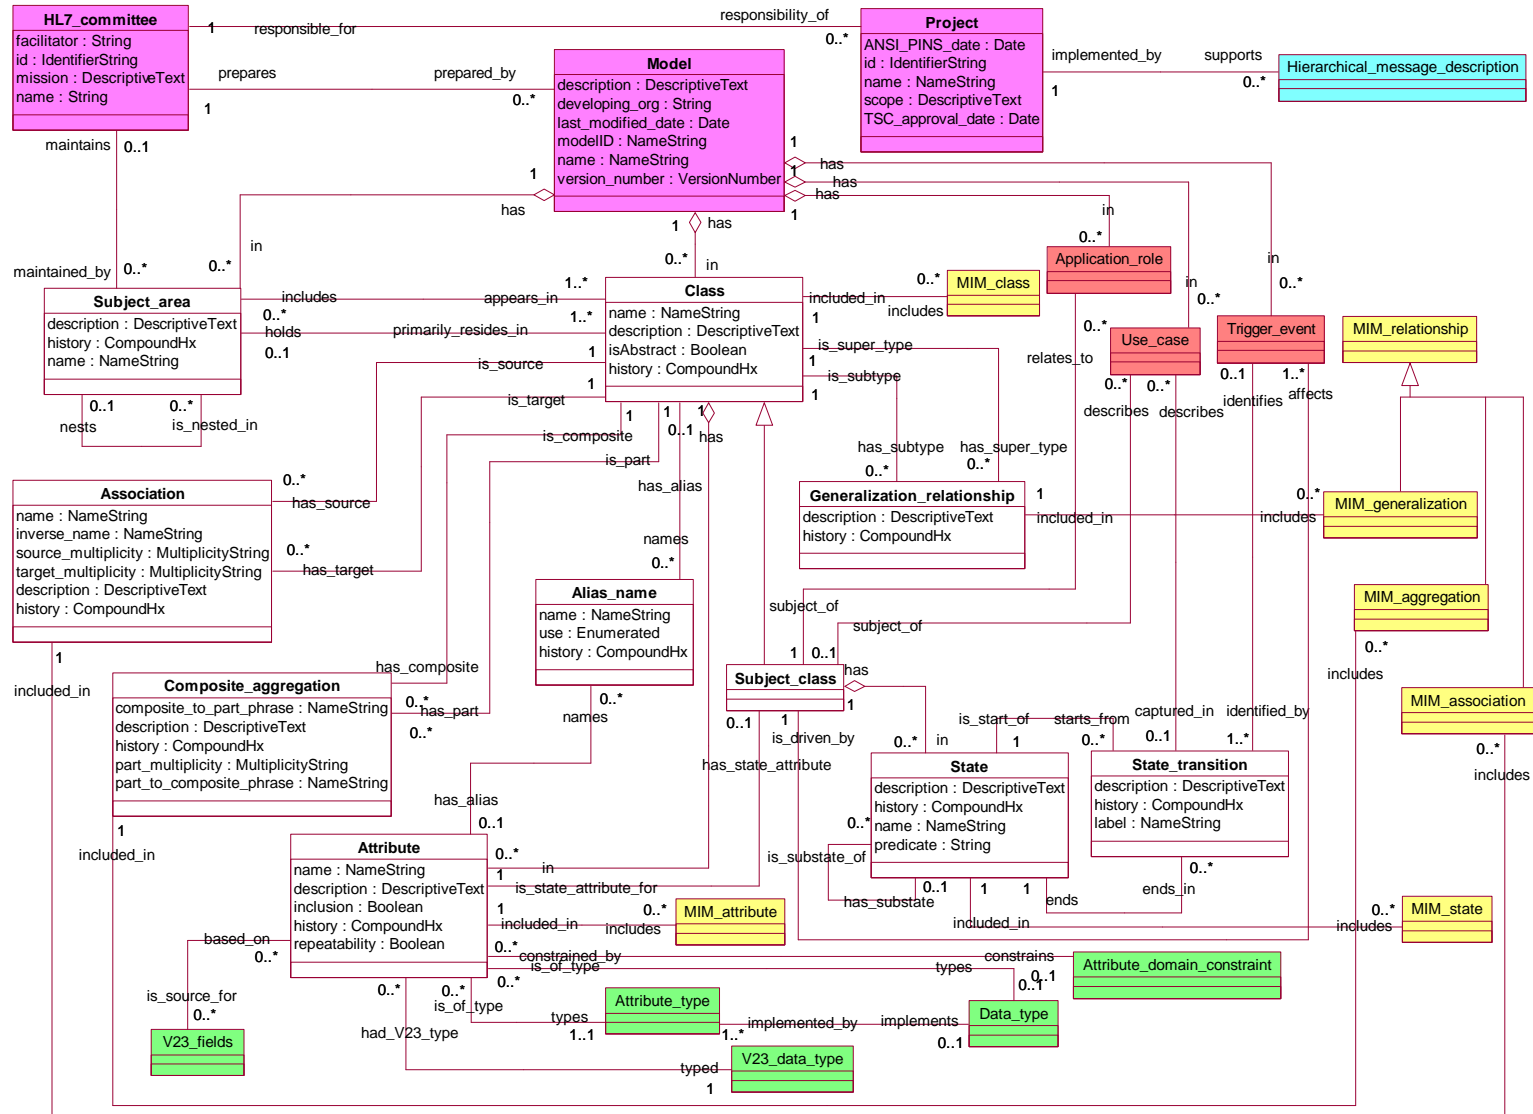 HL7_committee
facilitator : String
id : IdentifierString
mission : DescriptiveText
name : String
1
responsible_for
responsibility_of
0..*
Project
ANSI_PINS_date : Date
id : IdentifierString
name : NameString
scope : DescriptiveText
TSC_approval_date : Date
implemented_by
1
supports
0..*
Hierarchical_message_description
prepares
1
prepared_by
0..*
Model
description : DescriptiveText
developing_org : String
last_modified_date : Date
modelID : NameString
name : NameString
version_number : VersionNumber
maintains
0..1
maintained_by
0..*
1
has
in
0..*
1
has
0..*
in
1
has
1
has
has
1
in
0..*
in
0..*
in
0..*
Application_role
Use_case
Trigger_event
MIM_relationship
Subject_area
description : DescriptiveText
history : CompoundHx
name : NameString
includes
0..*
appears_in
1..*
holds
0..1
primarily_resides_in
1..*
0..1
nests
0..*
is_nested_in
Class
name : NameString
description : DescriptiveText
isAbstract : Boolean
history : CompoundHx
included_in
1
0..*
includes
MIM_class
is_super_type
1
is_subtype
1
is_source
1
is_target
1
is_composite
1
is_part
1
0..1
has_alias
1
has
has_subtype
0..*
has_super_type
0..*
0..*
relates_to
0..*
describes
0..*
describes
0..1
identifies
1..*
affects
Association
name : NameString
inverse_name : NameString
source_multiplicity : MultiplicityString
target_multiplicity : MultiplicityString
description : DescriptiveText
history : CompoundHx
0..*
has_source
0..*
has_target
1
included_in
Generalization_relationship
description : DescriptiveText
history : CompoundHx
1
included_in
0..*
includes
MIM_generalization
names
0..*
Alias_name
name : NameString
use : Enumerated
history : CompoundHx
0..*
names
MIM_aggregation
0..*
includes
subject_of
1
subject_of
0..1
Subject_class
has
1
0..1
has_state_attribute
1
is_driven_by
MIM_association
0..*
includes
has_composite
0..*
has_part
0..*
Composite_aggregation
composite_to_part_phrase : NameString
description : DescriptiveText
history : CompoundHx
part_multiplicity : MultiplicityString
part_to_composite_phrase : NameString
1
included_in
0..*
in
is_start_of
1
starts_from
0..*
captured_in
0..1
identified_by
1..*
State
description : DescriptiveText
history : CompoundHx
name : NameString
predicate : String
0..*
is_substate_of
0..1
has_substate
1
included_in
1
ends
State_transition
description : DescriptiveText
history : CompoundHx
label : NameString
0..*
ends_in
0..*
includes
MIM_state
has_alias
0..1
Attribute
name : NameString
description : DescriptiveText
inclusion : Boolean
history : CompoundHx
repeatability : Boolean
0..*
in
1
is_state_attribute_for
1
included_in
0..*
includes
MIM_attribute
0..*
constrained_by
constrains
0..1
Attribute_domain_constraint
is_of_type
0..*
types
0..1
Data_type
based_on
0..*
is_source_for
0..*
V23_fields
0..*
had_V23_type
0..*
is_of_type
types
1..1
Attribute_type
implemented_by
1..*
implements
0..1
typed
1
V23_data_type